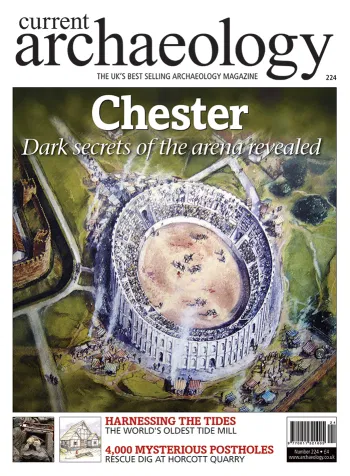 current
archaeology
THE UK'S BEST SELLING ARCHAEOLOGY MAGAZINE
224
Chester
Dark secrets of the arena revealed
HARNESSING THE TIDES
THE WORLD'S OLDEST TIDE MILL
4,000 MYSTERIOUS POSTHOLES
RESCUE DIG AT HORCOTT QUARRY
Number 224 • £4
www.archaeology.co.uk